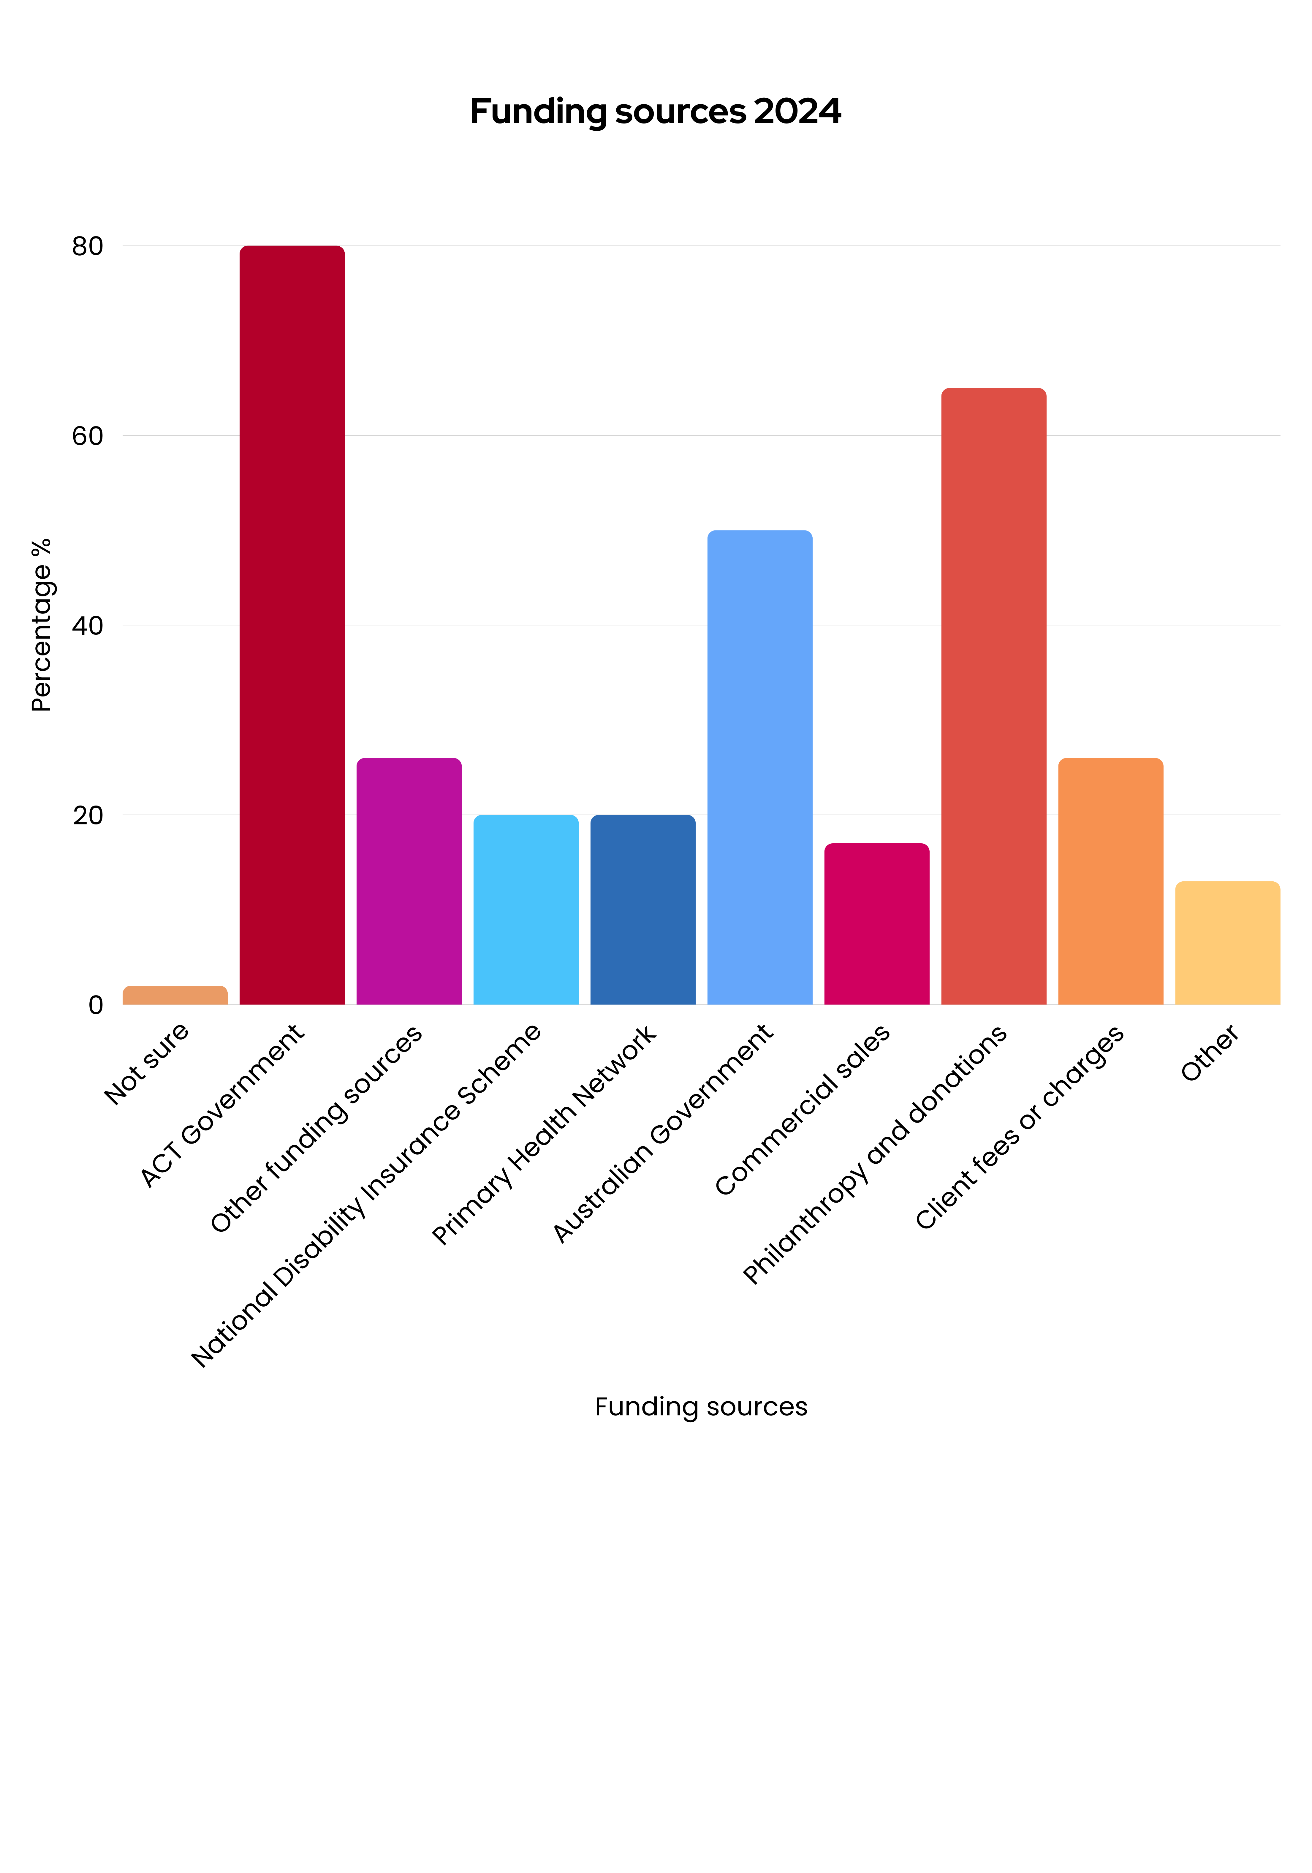 Funding sources 2024
80
60
40
20
0
Percentage %
Not sure
ACT Government
Other funding sources
National Disability Insurance Scheme
Primary Health Network
Australian Government
Commercial sales
Philanthropy and donations
Client fees or charges
Other
Funding sources